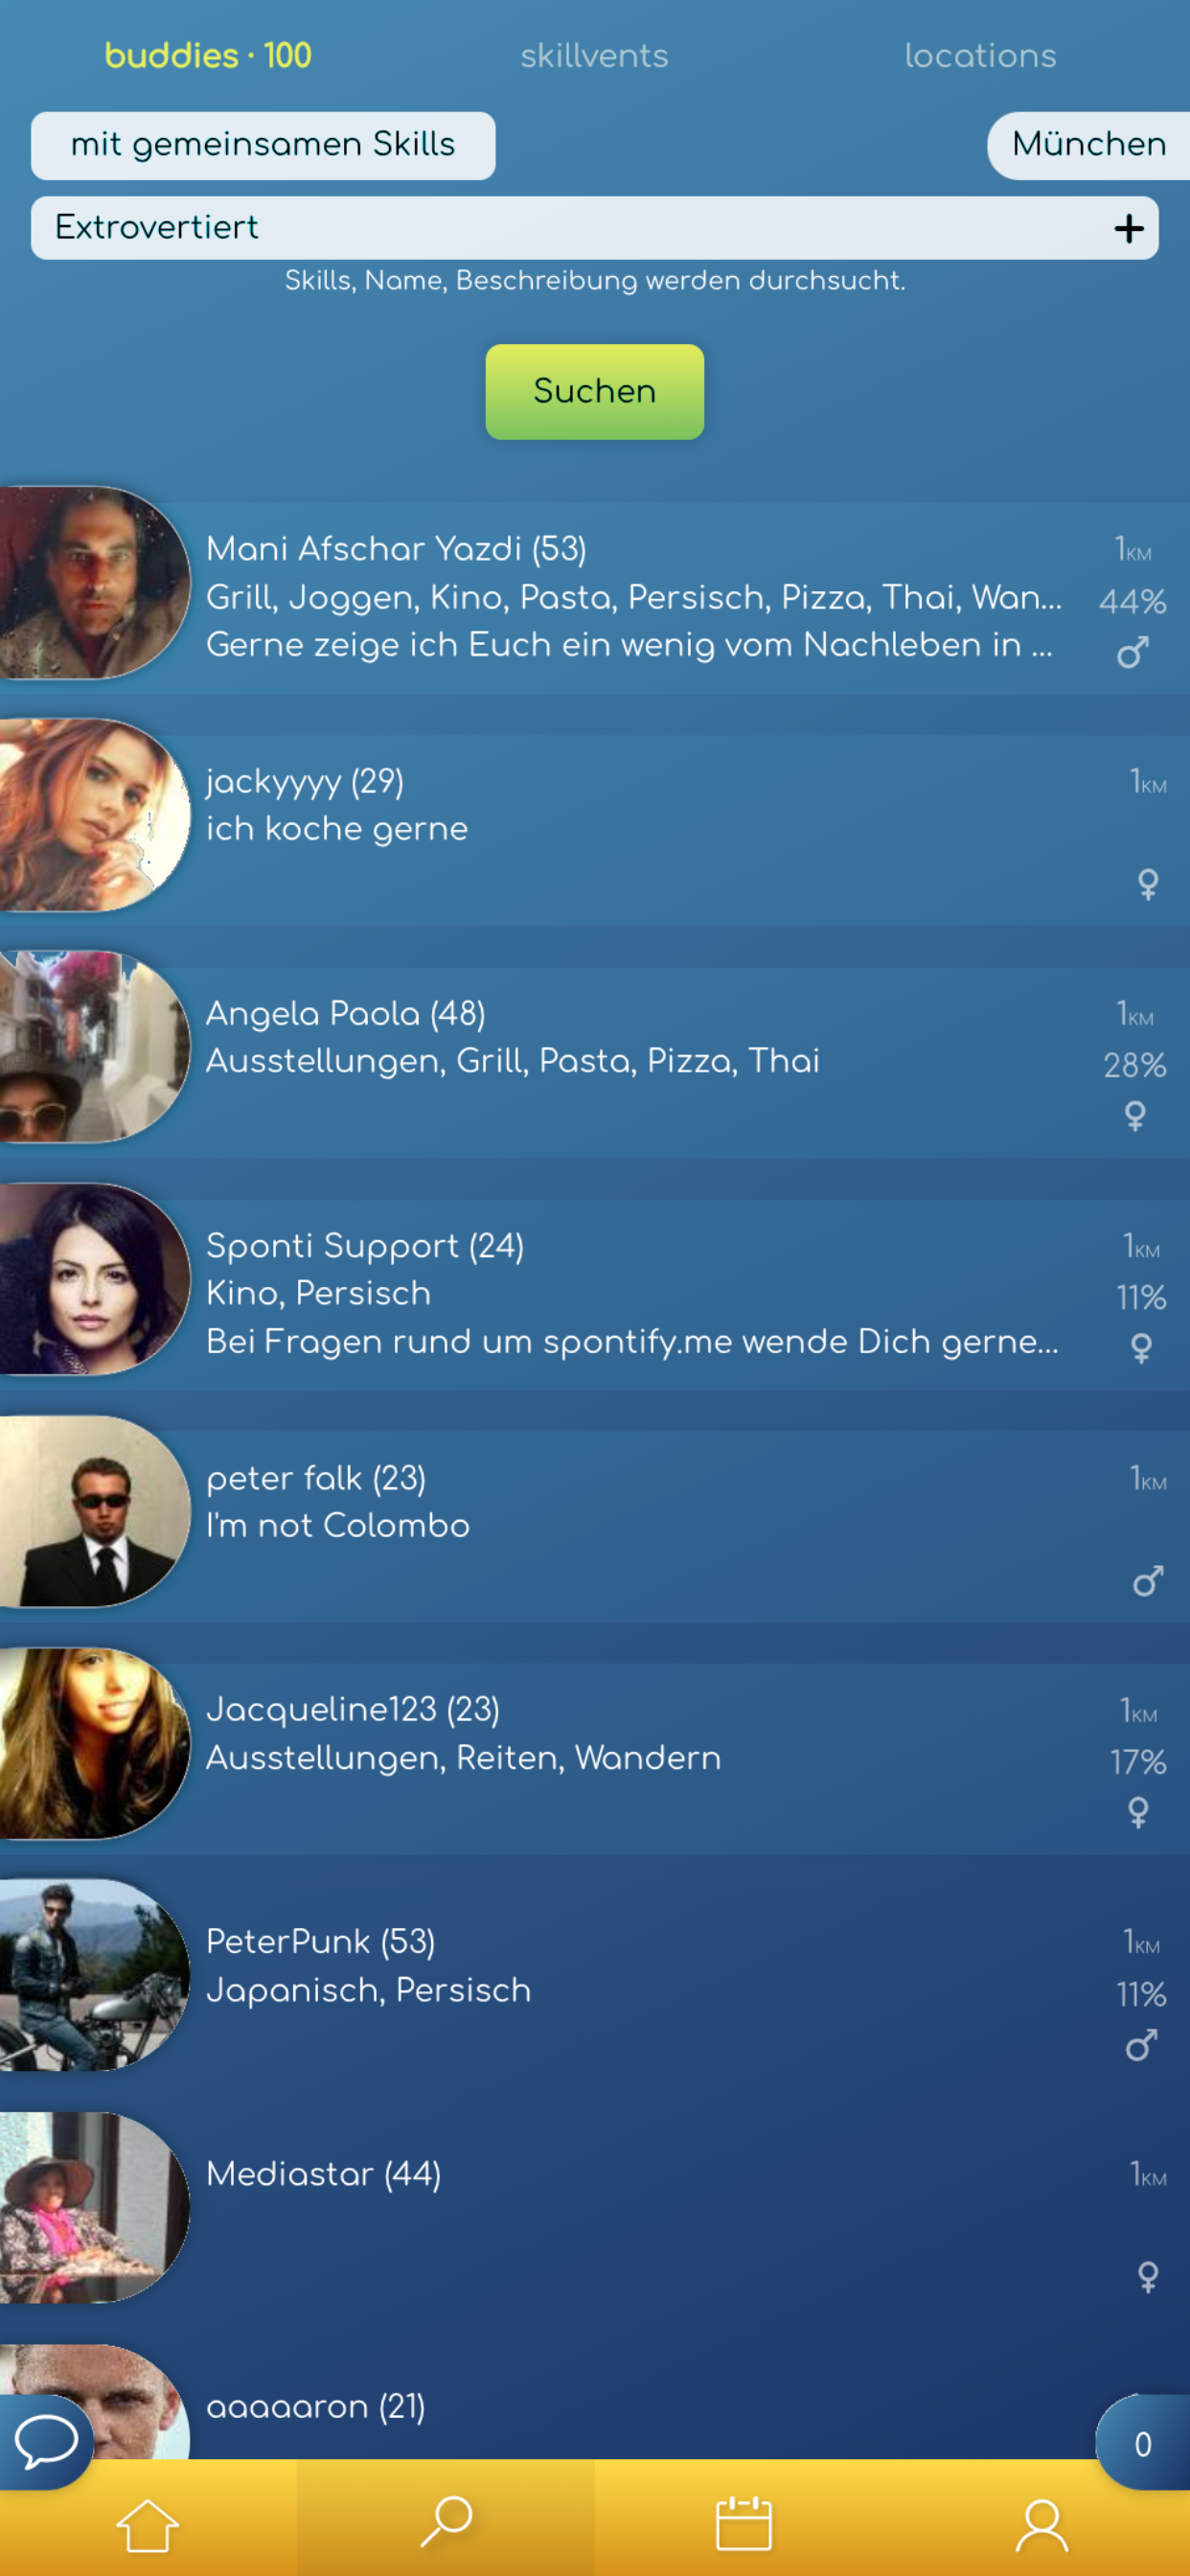 buddies · 100 skillvents locations
mit gemeinsamen Skills München
Extrovertiert +
Skills, Name, Beschreibung werden durchsucht.
Suchen
Mani Afschar Yazdi (53) 1KM
Grill, Joggen, Kino, Pasta, Persisch, Pizza, Thai, Wan... 44%
Gerne zeige ich Euch ein wenig vom Nachleben in ... ♂
jackyyyy (29) 1KM
ich koche gerne
♀
Angela Paola (48) 1KM
Ausstellungen, Grill, Pasta, Pizza, Thai 28%
♀
Sponti Support (24) 1KM
Kino, Persisch 11%
Bei Fragen rund um spontify.me wende Dich gerne... ♀
peter falk (23) 1KM
I'm not Colombo
♂
Jacqueline123 (23) 1KM
Ausstellungen, Reiten, Wandern 17%
♀
PeterPunk (53) 1KM
Japanisch, Persisch 11%
♂
Mediastar (44) 1KM
♀
aaaaaron (21)
0